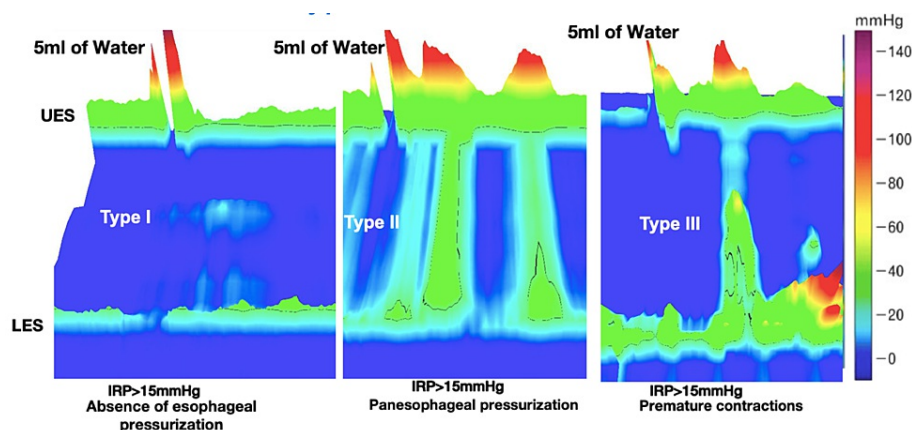 mmHg
5ml of Water
5ml of Water
5ml of Water
140
120
100
80
60
40
20
0
UES
Type I
Type II
Type III
LES
IRP>15mmHg
Absence of esophageal
pressurization
IRP>15mmHg
Panesophageal pressurization
IRP>15mmHg
Premature contractions